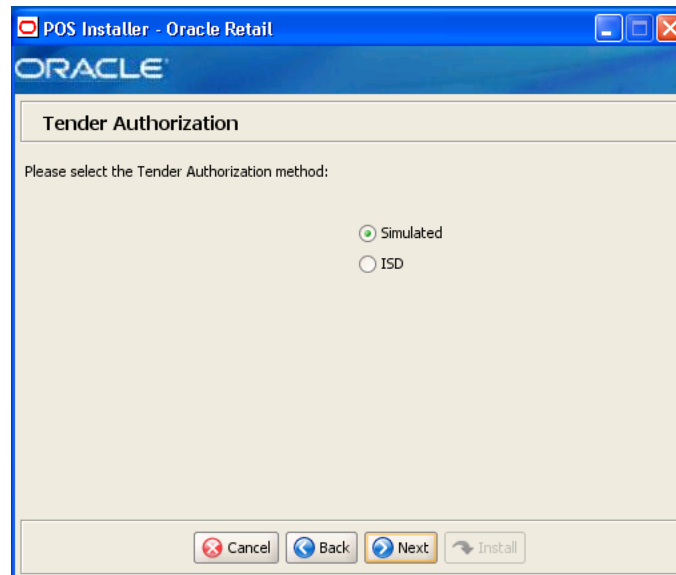 POS Installer - Oracle Retail
ORACLE
Tender Authorization
Please select the Tender Authorization method:
Simulated
ISD
Cancel Back Next Install